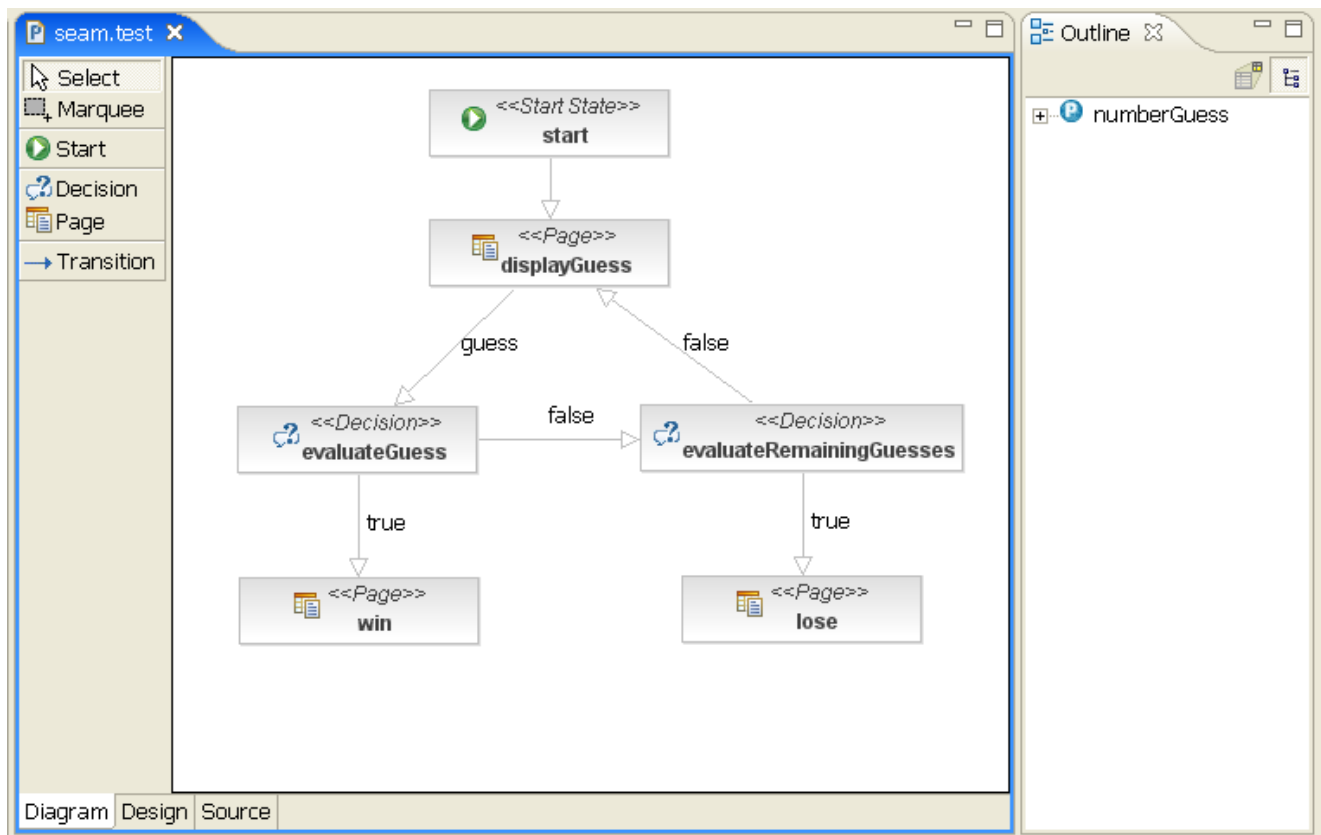 seam.test
Outline
Select
Marquee
Start
Decision
Page
Transition
<<Start State>>
start
<<Page>>
displayGuess
guess
false
<<Decision>>
evaluateGuess
false
<<Decision>>
evaluateRemainingGuesses
true
true
<<Page>>
win
<<Page>>
lose
numberGuess
Diagram
Design
Source